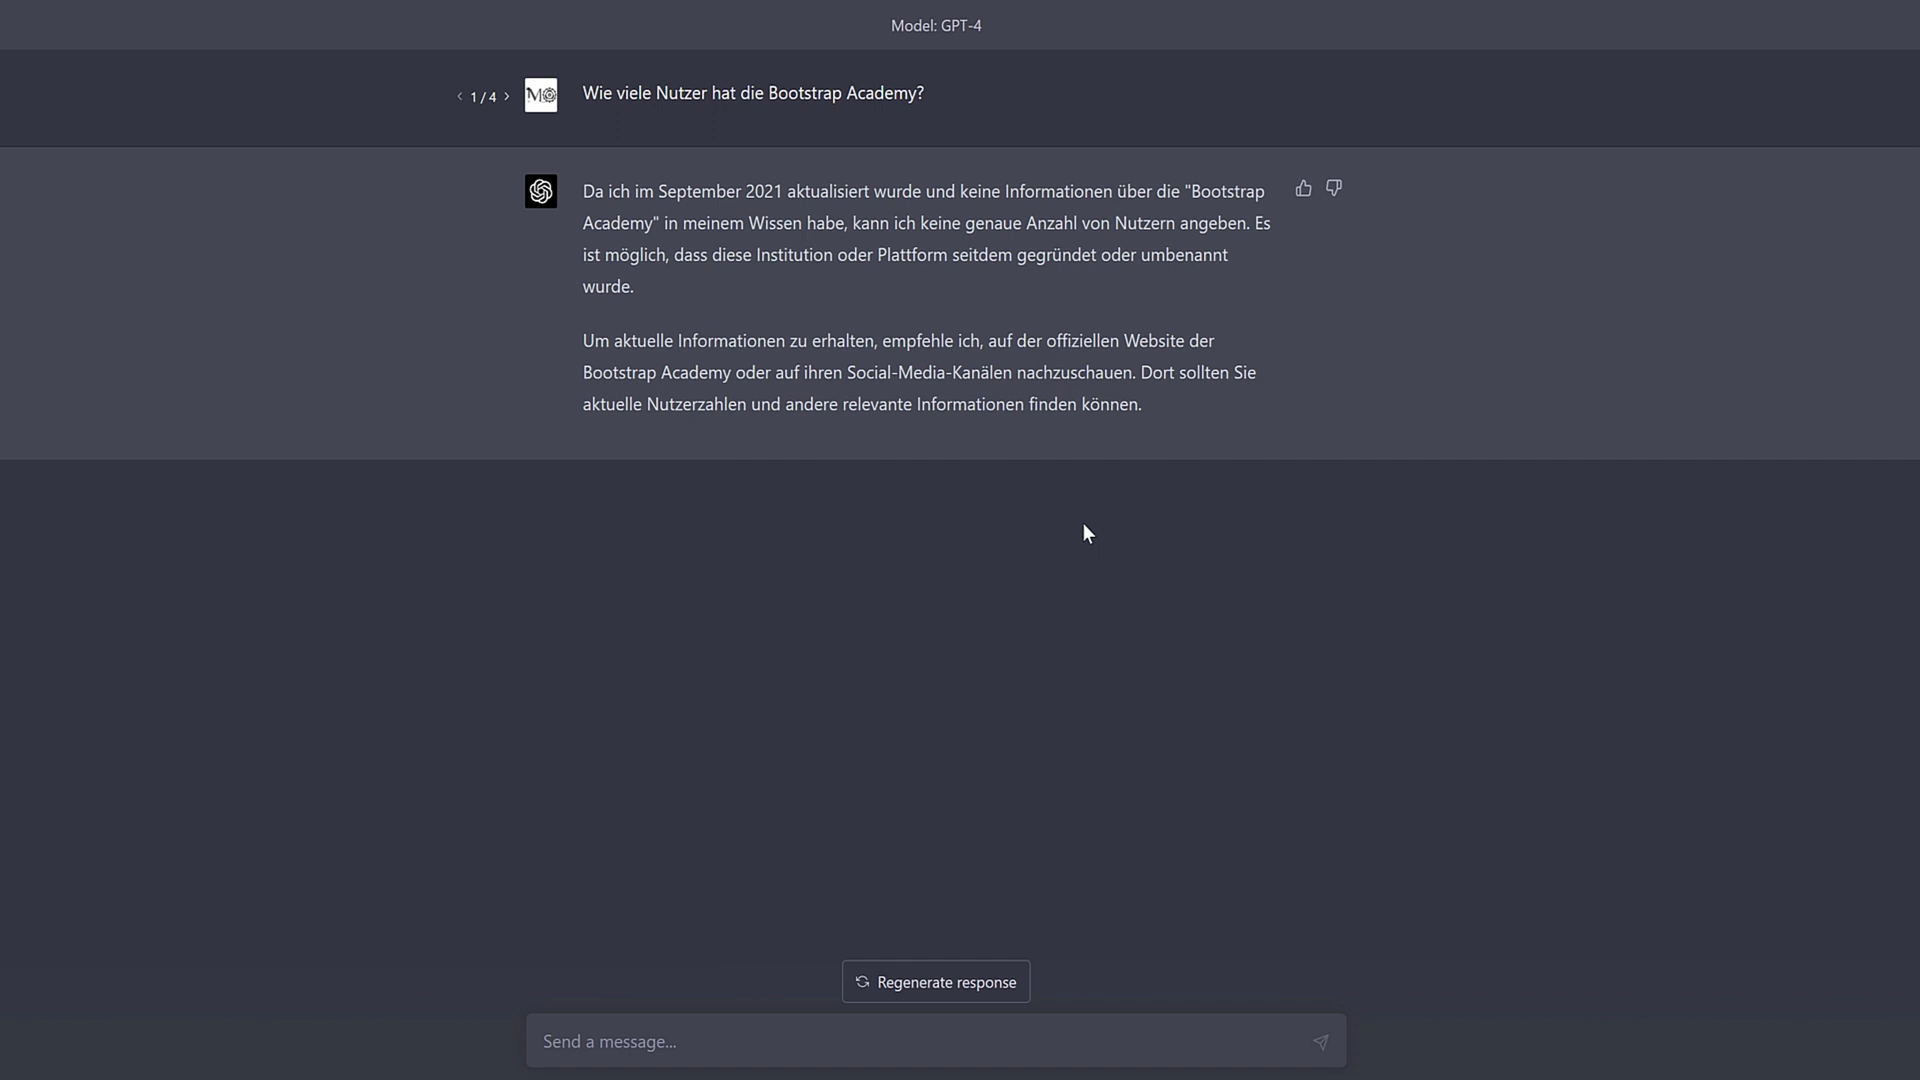 Model: GPT-4
< 1 / 4 >
M
Wie viele Nutzer hat die Bootstrap Academy?
Da ich im September 2021 aktualisiert wurde und keine Informationen über die "Bootstrap
Academy" in meinem Wissen habe, kann ich keine genaue Anzahl von Nutzern angeben. Es
ist möglich, dass diese Institution oder Plattform seitdem gegründet oder umbenannt
wurde.
Um aktuelle Informationen zu erhalten, empfehle ich, auf der offiziellen Website der
Bootstrap Academy oder auf ihren Social-Media-Kanälen nachzuschauen. Dort sollten Sie
aktuelle Nutzerzahlen und andere relevante Informationen finden können.
Regenerate response
Send a message...